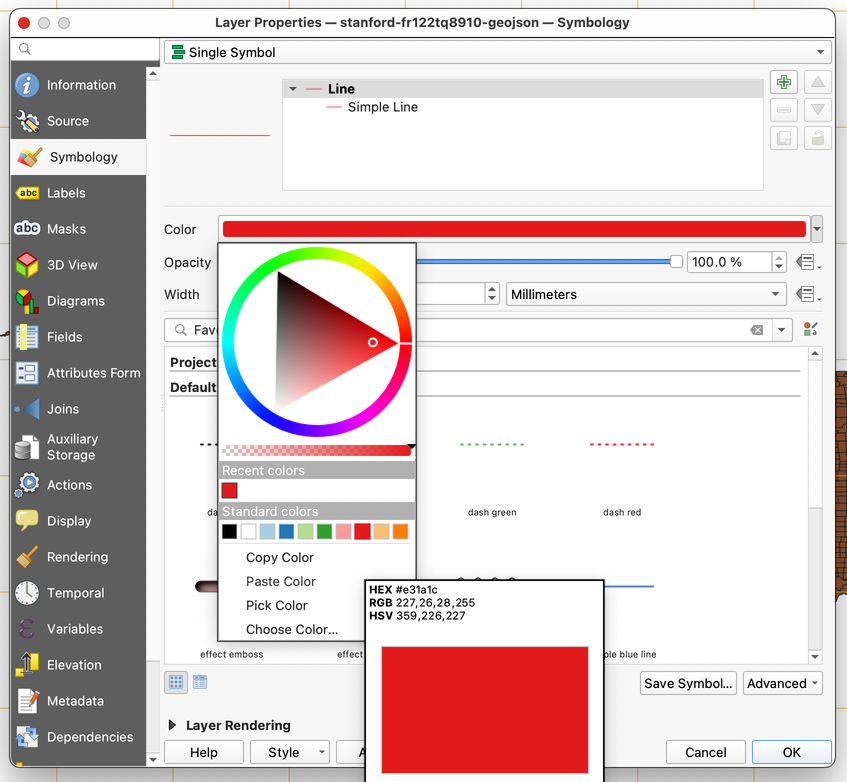 Layer Properties — stanford-fr122tq8910-geojson — Symbology
Single Symbol
Information
Source
Symbology
Labels
Masks
3D View
Diagrams
Fields
Attributes Form
Joins
Auxiliary
Storage
Actions
Display
Rendering
Temporal
Variables
Elevation
Metadata
Dependencies
abc
abc
Line
Simple Line
Color
Opacity
100.0 %
Width
Millimeters
Fav
Project
Default
dash green
dash red
effect emboss
effect
ple blue line
Recent colors
Standard colors
Copy Color
Paste Color
Pick Color
Choose Color...
HEX #e31a1c
RGB 227,26,28,255
HSV 359,226,227
Save Symbol...
Advanced
Layer Rendering
Help
Style
A
Cancel
OK